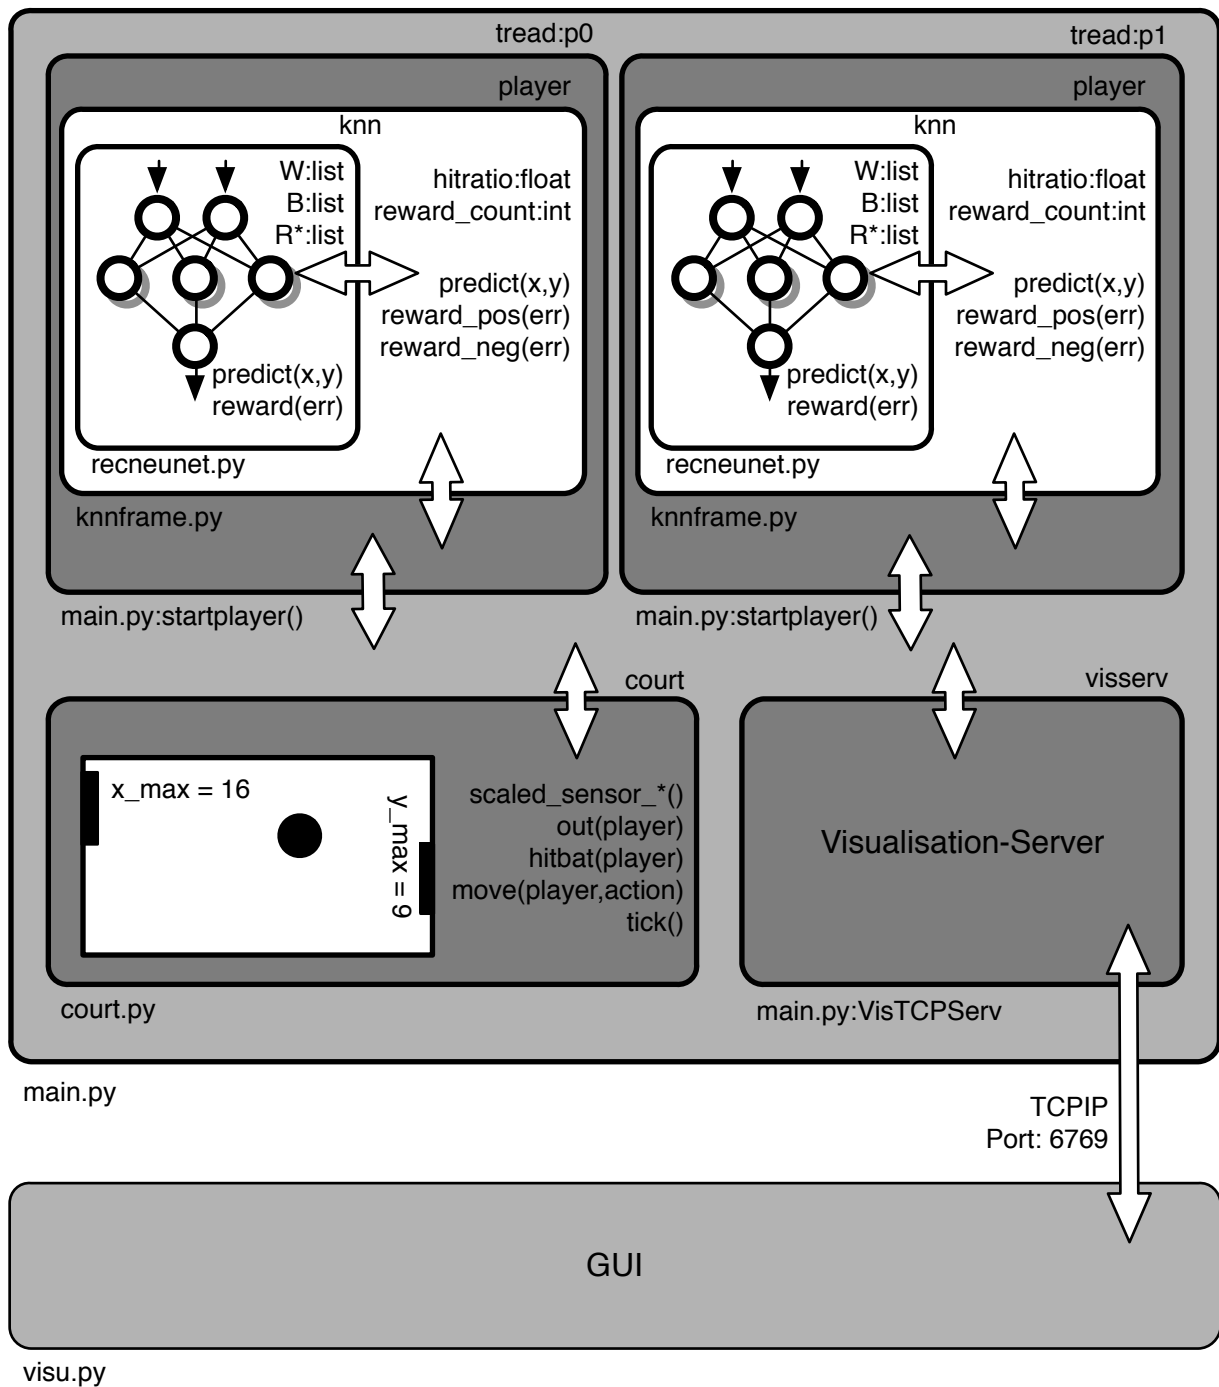 tread:p0
player
knn
W:list
B:list
R*:list
hitratio:float
reward_count:int
predict(x,y)
reward_pos(err)
reward_neg(err)
predict(x,y)
reward(err)
recneunet.py
knnframe.py
main.py:startplayer()
tread:p1
player
knn
W:list
B:list
R*:list
hitratio:float
reward_count:int
predict(x,y)
reward_pos(err)
reward_neg(err)
predict(x,y)
reward(err)
recneunet.py
knnframe.py
main.py:startplayer()
court
x_max = 16
y_max = 9
scaled_sensor_*()
out(player)
hitbat(player)
move(player,action)
tick()
court.py
visserv
Visualisation-Server
main.py:VisTCPServ
main.py
TCPIP
Port: 6769
GUI
visu.py